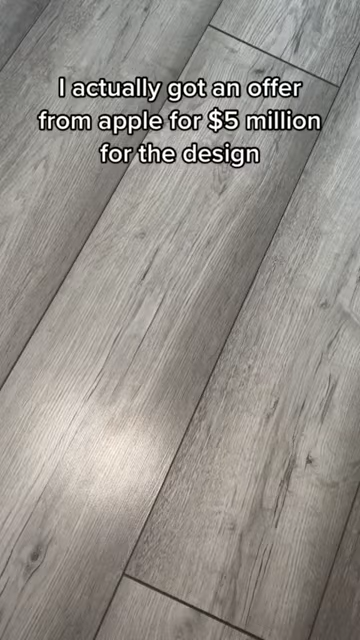 I actually got an offer
from apple for $5 million
for the design